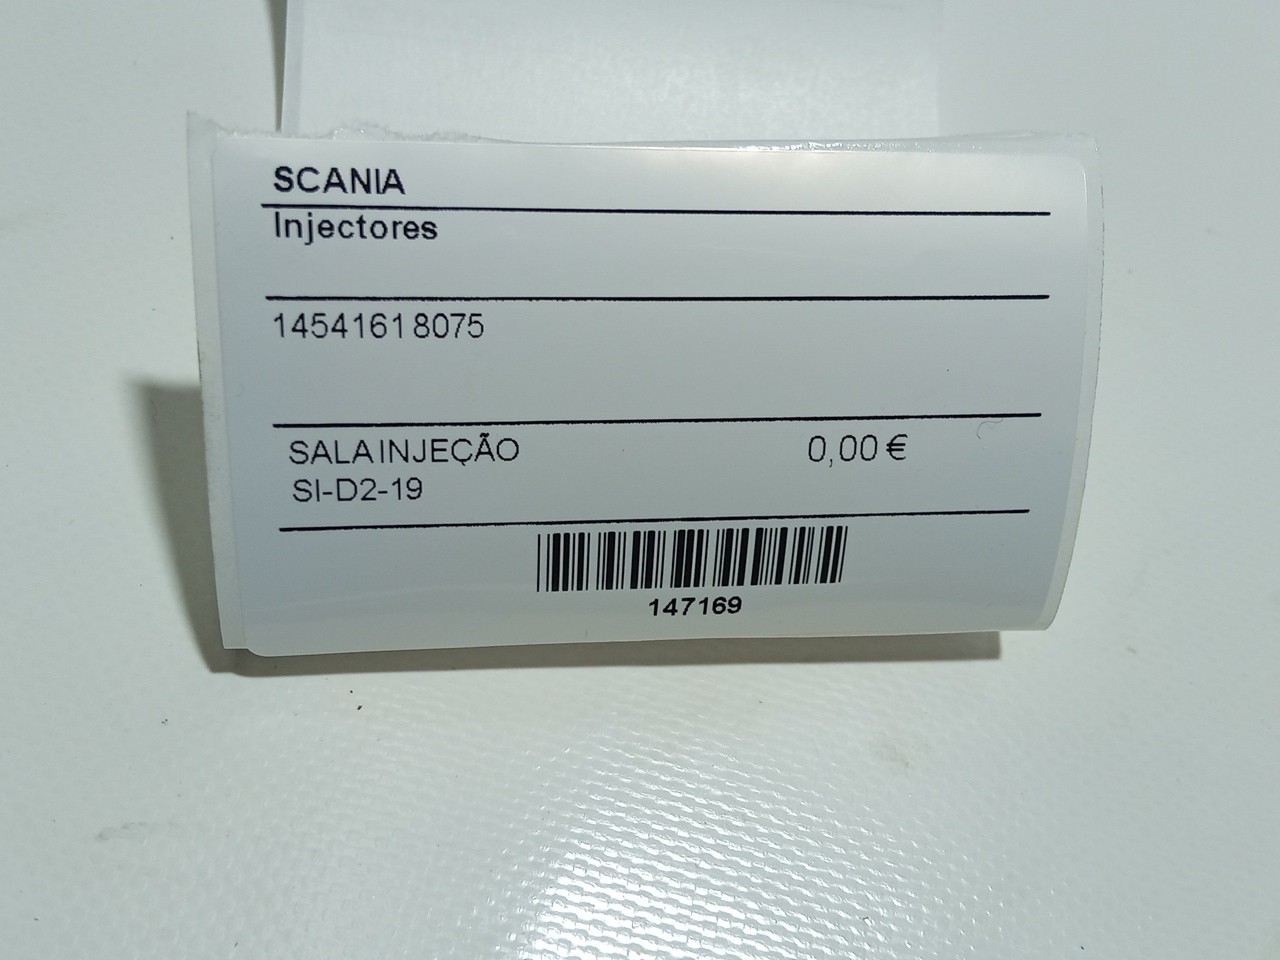 SCANIA
Injectores
14541618075
SALA INJEÇÃO 0,00 €
SI-D2-19
147169